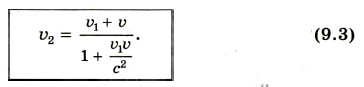 v₂ = (v₁ + v) / (1 + v₁v / c²). (9.3)